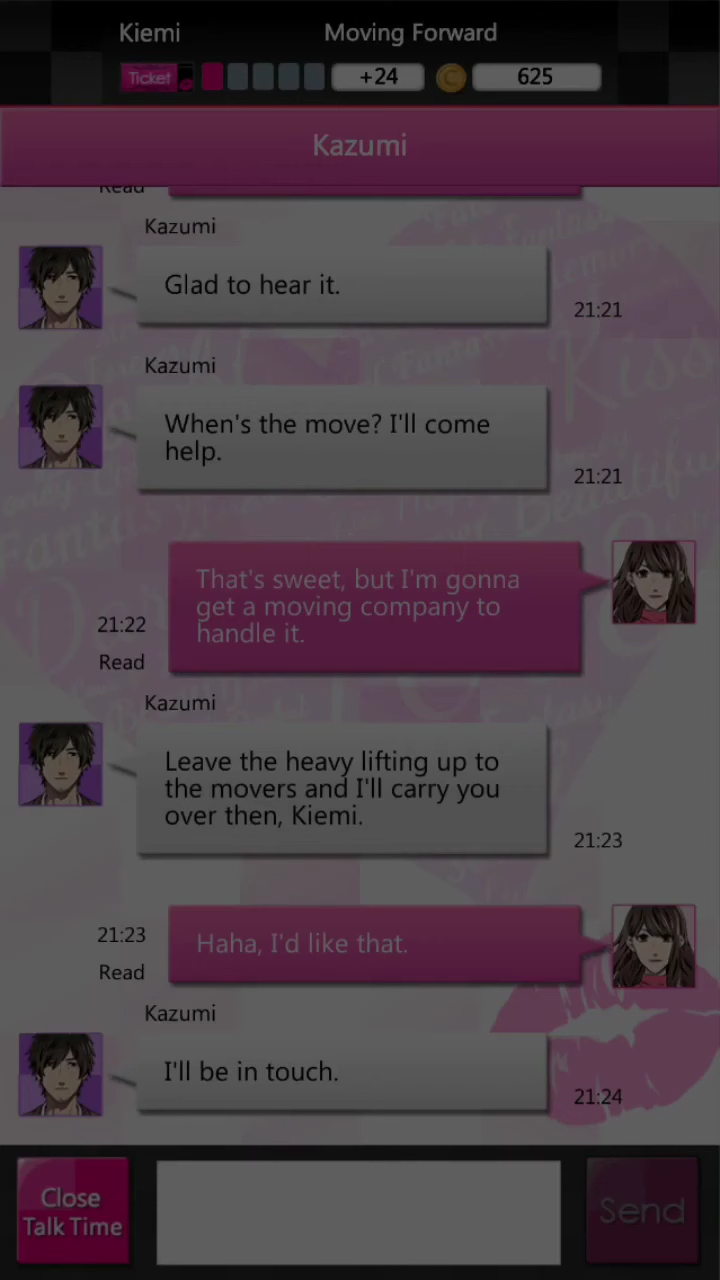 Kiemi
Moving Forward
Ticket
+24
C
625
Kazumi
Read
Kazumi
Glad to hear it.
21:21
Kazumi
When's the move? I'll come
help.
21:21
That's sweet, but I'm gonna
get a moving company to
handle it.
21:22
Read
Kazumi
Leave the heavy lifting up to
the movers and I'll carry you
over then, Kiemi.
21:23
21:23
Haha, I'd like that.
Read
Kazumi
I'll be in touch.
21:24
Close
Talk Time
Send